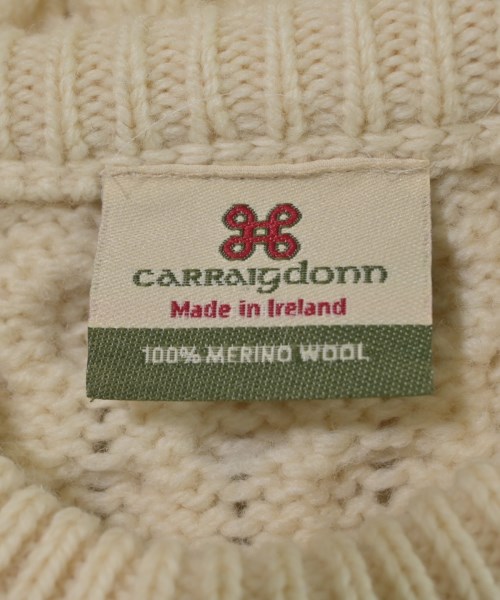 carraigdonn
Made in Ireland
100% MERINO WOOL